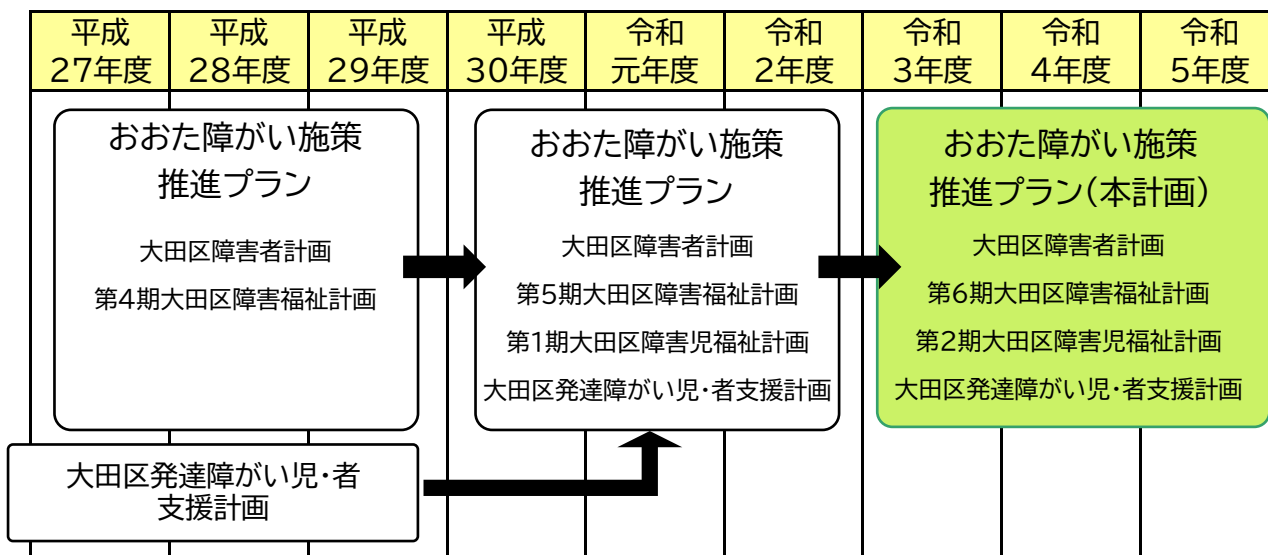 平成
27年度
平成
28年度
平成
29年度
平成
30年度
令和
元年度
令和
2年度
令和
3年度
令和
4年度
令和
5年度
おおた障がい施策
推進プラン
大田区障害者計画
第4期大田区障害福祉計画
おおた障がい施策
推進プラン
大田区障害者計画
第5期大田区障害福祉計画
第1期大田区障害児福祉計画
大田区発達障がい児・者支援計画
おおた障がい施策
推進プラン(本計画)
大田区障害者計画
第6期大田区障害福祉計画
第2期大田区障害児福祉計画
大田区発達障がい児・者支援計画
大田区発達障がい児・者
支援計画